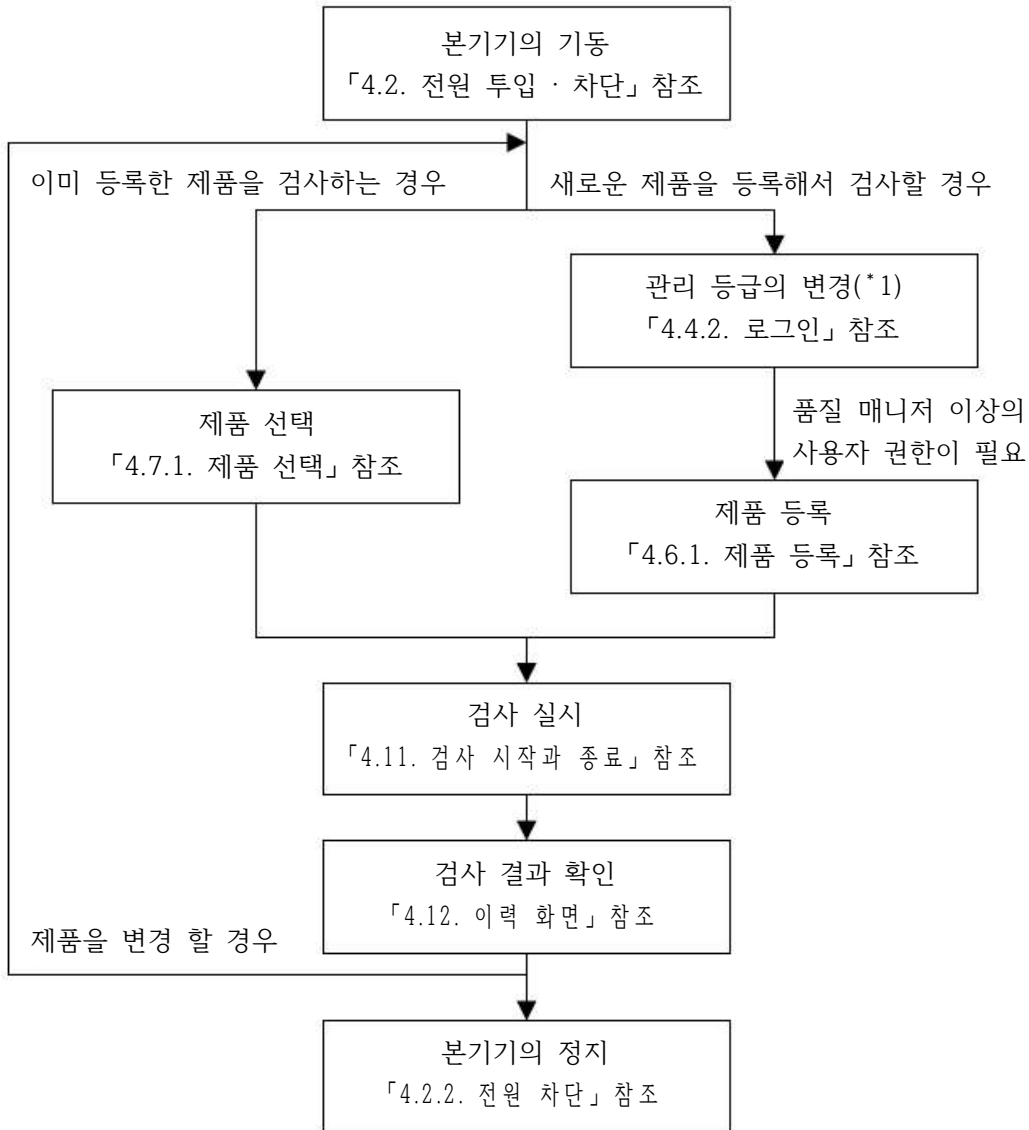 본기기의 기동
「4.2. 전원 투입 · 차단」 참조
이미 등록한 제품을 검사하는 경우
새로운 제품을 등록해서 검사할 경우
관리 등급의 변경(*1)
「4.4.2. 로그인」 참조
품질 매니저 이상의
사용자 권한이 필요
제품 선택
「4.7.1. 제품 선택」 참조
제품 등록
「4.6.1. 제품 등록」 참조
검사 실시
「4.11. 검사 시작과 종료」 참조
검사 결과 확인
「4.12. 이력 화면」 참조
제품을 변경 할 경우
본기기의 정지
「4.2.2. 전원 차단」 참조